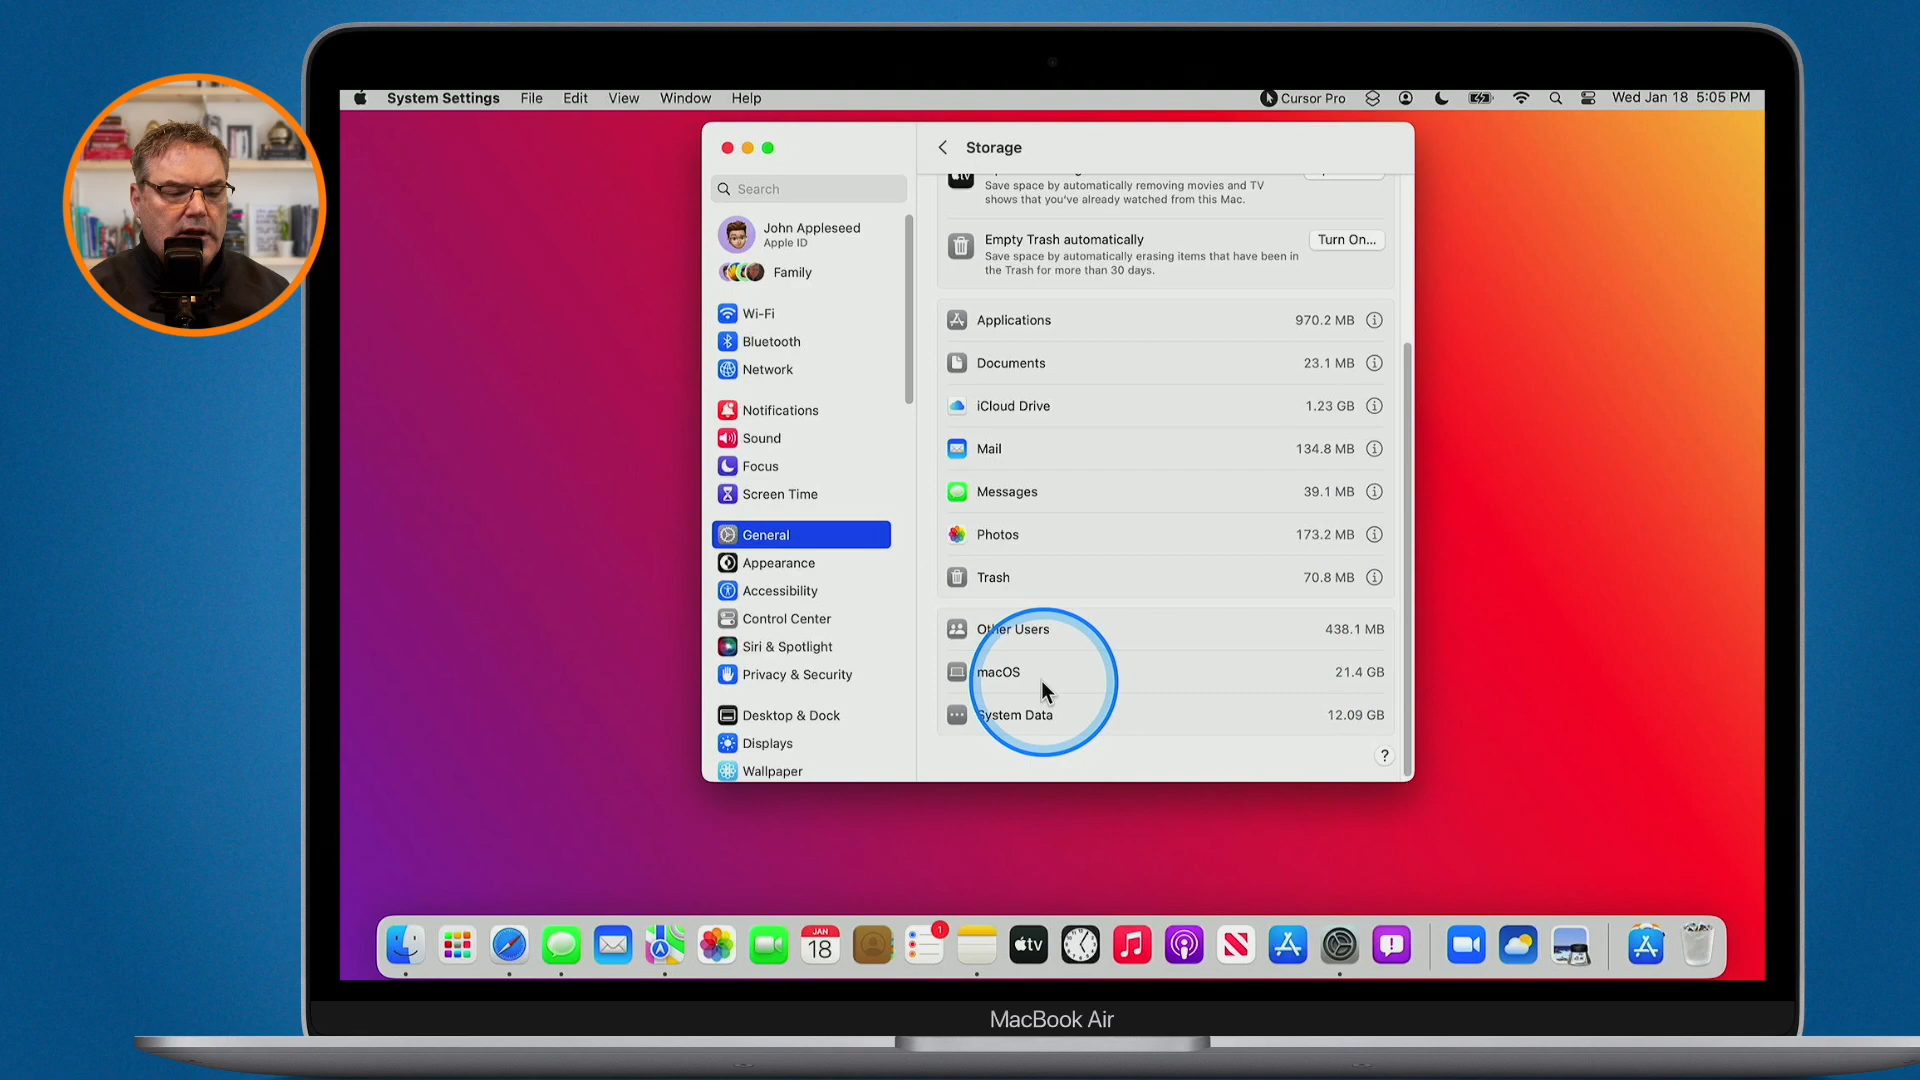 System Settings File Edit View Window Help
Cursor Pro Wed Jan 18 5:05 PM
Storage
Search
John Appleseed
Apple ID
Family
Wi-Fi
Bluetooth
Network
Notifications
Sound
Focus
Screen Time
General
Appearance
Accessibility
Control Center
Siri & Spotlight
Privacy & Security
Desktop & Dock
Displays
Wallpaper
tv
Save space by automatically removing movies and TV
shows that you've already watched from this Mac.
Empty Trash automatically
Turn On...
Save space by automatically erasing items that have been in
the Trash for more than 30 days.
Applications 970.2 MB
Documents 23.1 MB
iCloud Drive 1.23 GB
Mail 134.8 MB
Messages 39.1 MB
Photos 173.2 MB
Trash 70.8 MB
Other Users 438.1 MB
macOS 21.4 GB
System Data 12.09 GB
?
JAN
18
1
tv
MacBook Air